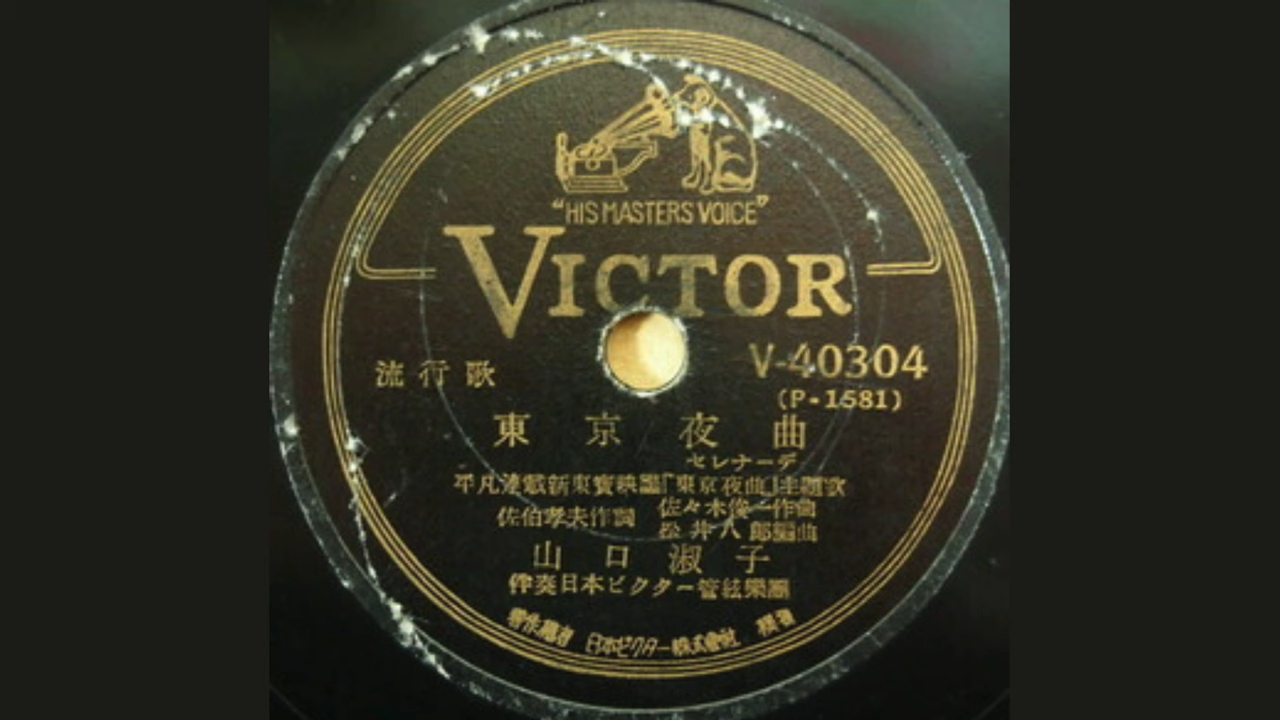 "HIS MASTERS VOICE"
VICTOR
流行歌
V-40304
(P-1581)
東京夜曲
セレナーデ
平凡連載新東寳映畫「東京夜曲」主題歌
佐伯孝夫作詞
佐々木俊一作曲
松井八郎編曲
山口淑子
伴奏日本ビクター管絃樂團
日本ビクター株式會社